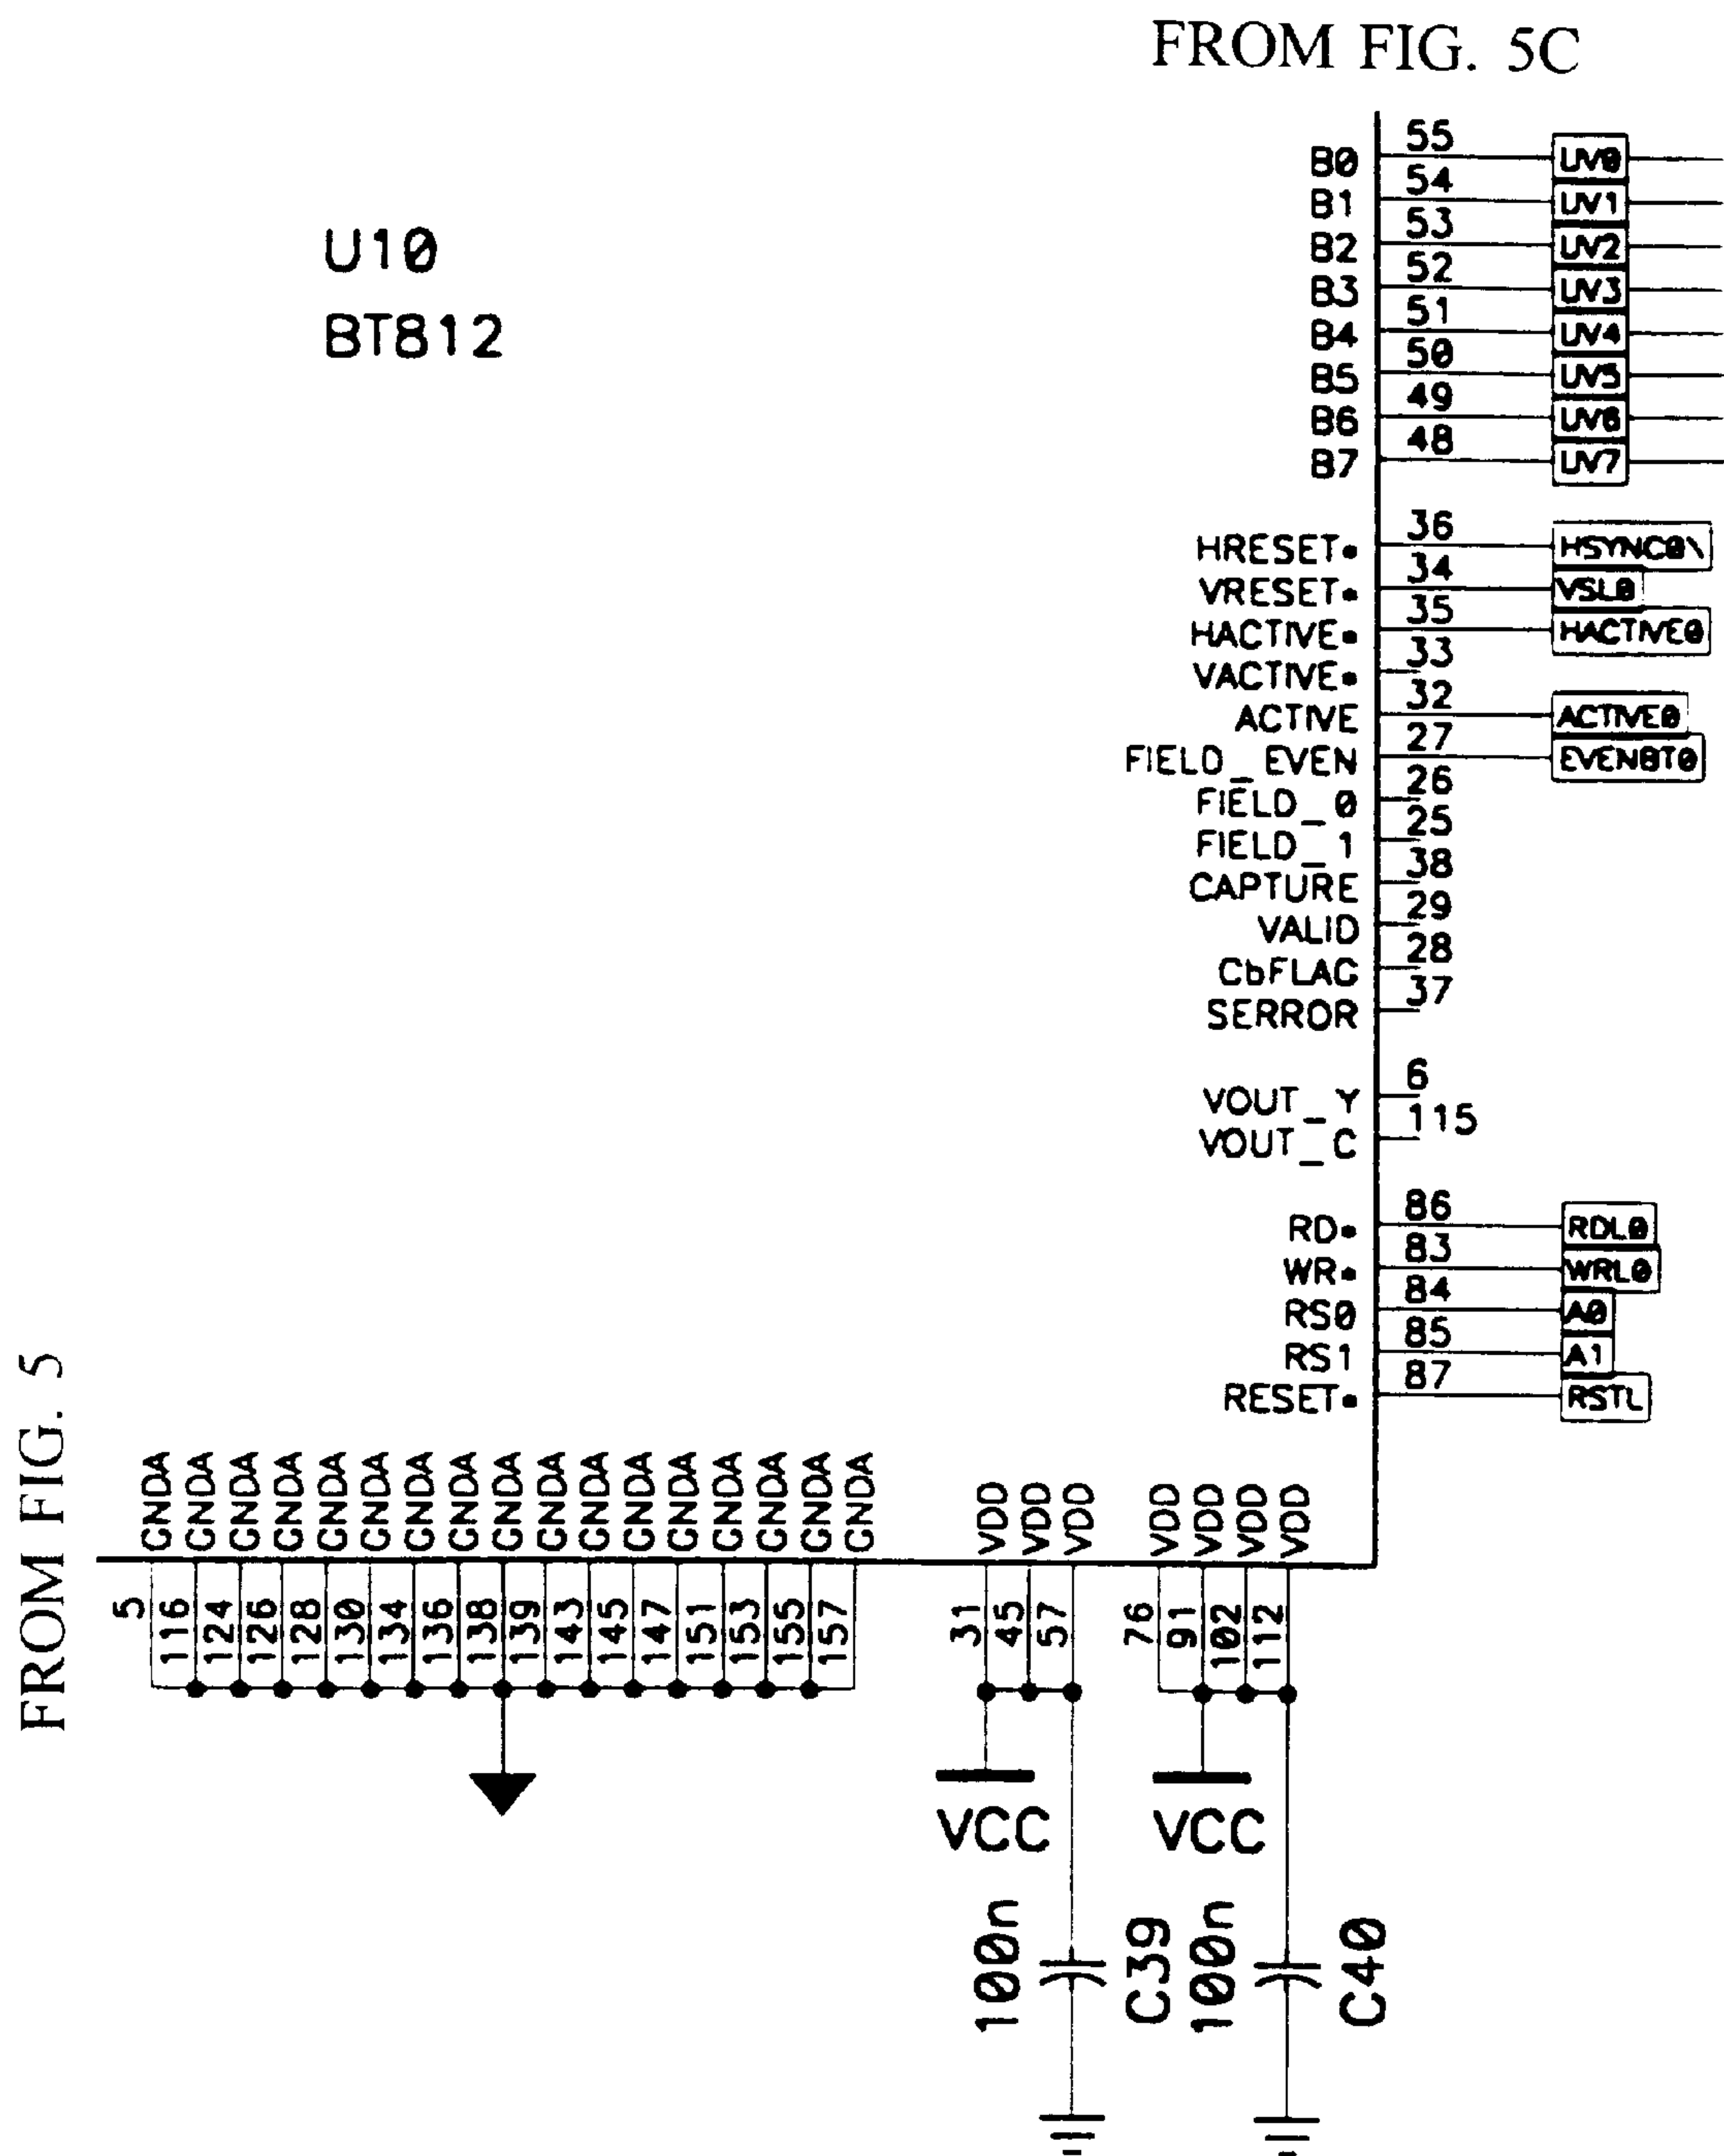 FROM FIG. 5C
U10
BT812
B0 55 UV0
B1 54 UV1
B2 53 UV2
B3 52 UV3
B4 51 UV4
B5 50 UV5
B6 49 UV6
B7 48 UV7
HRESET* 36 HSYNC0\
VRESET* 34 VSL0
HACTIVE* 35 HACTIVE0
VACTIVE* 33
ACTIVE 32 ACTIVE0
FIELD_EVEN 27 EVENBT0
FIELD_0 26
FIELD_1 25
CAPTURE 38
VALID 29
CbFLAG 28
SERROR 37
VOUT_Y 6
VOUT_C 115
RD* 86 RDL0
WR* 83 WRL0
RS0 84 A0
RS1 85 A1
RESET* 87 RSTL
FROM FIG. 5
GNDA GNDA GNDA GNDA GNDA GNDA GNDA GNDA GNDA GNDA GNDA GNDA GNDA GNDA GNDA GNDA GNDA VDD VDD VDD VDD VDD VDD VDD
5 116 124 126 128 130 134 136 138 139 143 145 147 151 153 155 157 31 45 57 76 91 102 112
VCC VCC
100n C39 100n C40